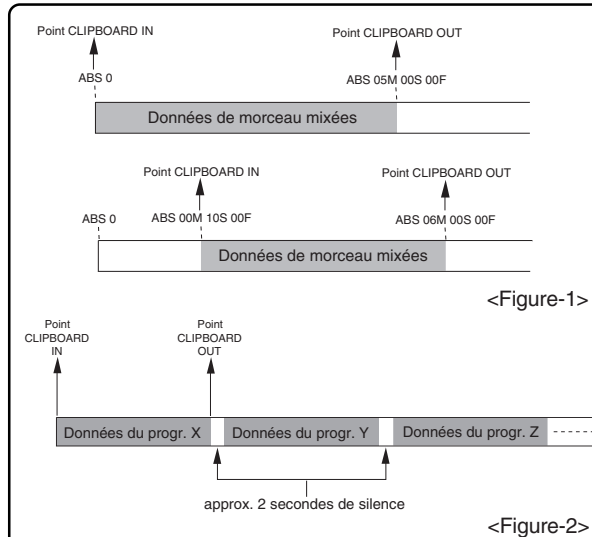 Point CLIPBOARD IN
Point CLIPBOARD OUT
ABS 0
ABS 05M 00S 00F
Données de morceau mixées
Point CLIPBOARD IN
Point CLIPBOARD OUT
ABS 0
ABS 00M 10S 00F
ABS 06M 00S 00F
Données de morceau mixées
<Figure-1>
Point
CLIPBOARD
IN
Point
CLIPBOARD
OUT
Données du progr. X
Données du progr. Y
Données du progr. Z
approx. 2 secondes de silence
<Figure-2>